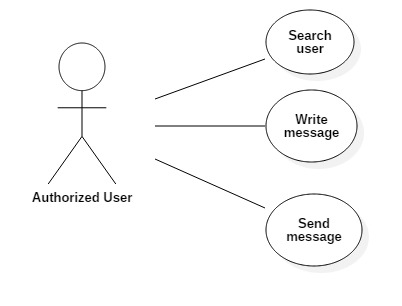 Search
user
Write
message
Authorized User
Send
message